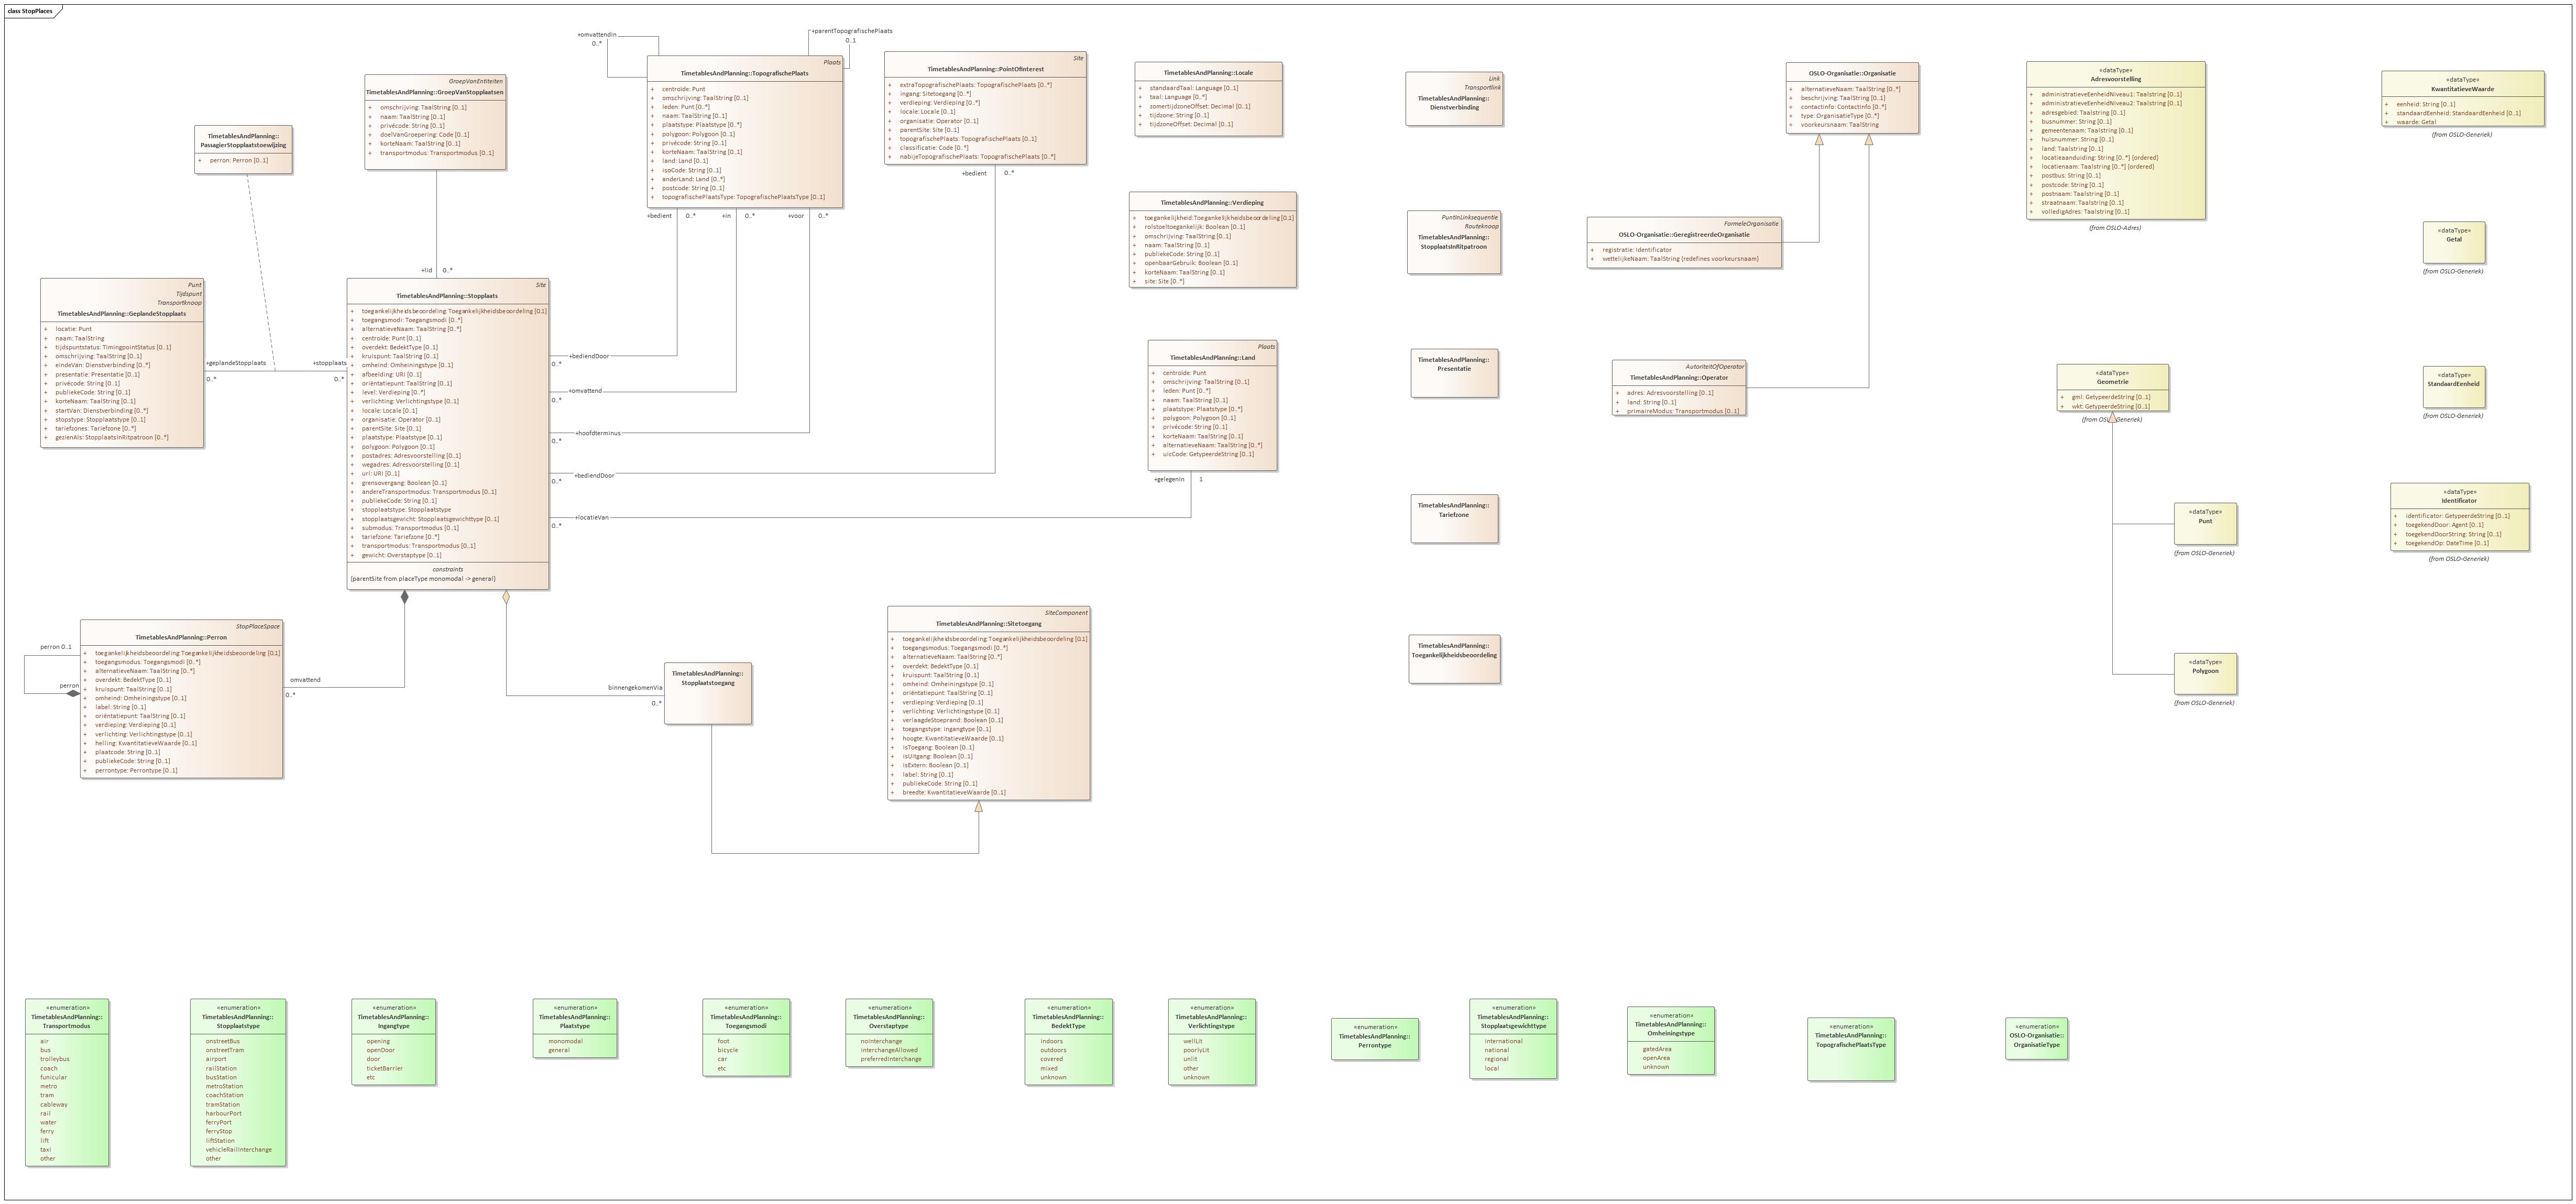 class StopPlaces
+omvattendIn
0..*
+parentTopografischePlaats
0..1
Plaats
TimetablesAndPlanning::TopografischePlaats
+ centroïde: Punt
+ omschrijving: TaalString [0..1]
+ leden: Punt [0..*]
+ naam: TaalString [0..1]
+ plaatstype: Plaatstype [0..*]
+ polygoon: Polygoon [0..1]
+ privécode: String [0..1]
+ korteNaam: TaalString [0..1]
+ land: Land [0..1]
+ isoCode: String [0..1]
+ anderLand: Land [0..*]
+ postcode: String [0..1]
+ topografischePlaatsType: TopografischePlaatsType [0..1]
+bedient 0..*
+in 0..*
+voor 0..*
Site
TimetablesAndPlanning::PointOfInterest
+ extraTopografischePlaats: TopografischePlaats [0..*]
+ ingang: Sitetoegang [0..*]
+ verdieping: Verdieping [0..*]
+ locale: Locale [0..1]
+ organisatie: Operator [0..1]
+ parentSite: Site [0..1]
+ topografischePlaats: TopografischePlaats [0..1]
+ classificatie: Code [0..*]
+ nabijeTopografischePlaats: TopografischePlaats [0..*]
+bedient 0..*
GroepVanEntiteiten
TimetablesAndPlanning::GroepVanStopplaatsen
+ omschrijving: TaalString [0..1]
+ naam: TaalString [0..1]
+ privécode: String [0..1]
+ doelVanGroepering: Code [0..1]
+ korteNaam: TaalString [0..1]
+ transportmodus: Transportmodus [0..1]
+lid 0..*
TimetablesAndPlanning::
PassagierStopplaatstoewijzing
+ perron: Perron [0..1]
Punt
Tijdspunt
Transportknoop
TimetablesAndPlanning::GeplandeStopplaats
+ locatie: Punt
+ naam: TaalString
+ tijdspuntstatus: TimingpointStatus [0..1]
+ omschrijving: TaalString [0..1]
+ eindeVan: Dienstverbinding [0..*]
+ presentatie: Presentatie [0..1]
+ privécode: String [0..1]
+ publiekeCode: String [0..1]
+ korteNaam: TaalString [0..1]
+ startVan: Dienstverbinding [0..*]
+ stopstype: Stopplaatstype [0..1]
+ tariefzones: Tariefzone [0..*]
+ gezienAls: StopplaatsInRitpatroon [0..*]
+geplandeStopplaats
0..*
+stopplaats
0..*
Site
TimetablesAndPlanning::Stopplaats
+ toegankelijkheidsbeoordeling: Toegankelijkheidsbeoordeling [0..1]
+ toegangsmodi: Toegangsmodi [0..*]
+ alternatieveNaam: TaalString [0..*]
+ centroïde: Punt [0..1]
+ overdekt: BedektType [0..1]
+ kruispunt: TaalString [0..1]
+ omheind: Omheiningstype [0..1]
+ afbeelding: URI [0..1]
+ oriëntatiepunt: TaalString [0..1]
+ level: Verdieping [0..*]
+ verlichting: Verlichtingstype [0..1]
+ locale: Locale [0..1]
+ organisatie: Operator [0..1]
+ parentSite: Site [0..1]
+ plaatstype: Plaatstype [0..1]
+ polygoon: Polygoon [0..1]
+ postadres: Adresvoorstelling [0..1]
+ wegadres: Adresvoorstelling [0..1]
+ url: URI [0..1]
+ grensovergang: Boolean [0..1]
+ andereTransportmodus: Transportmodus [0..1]
+ publiekeCode: String [0..1]
+ stopplaatstype: Stopplaatstype
+ stopplaatsgewicht: Stopplaatsgewichttype [0..1]
+ submodus: Transportmodus [0..1]
+ tariefzone: Tariefzone [0..*]
+ transportmodus: Transportmodus [0..1]
+ gewicht: Overstaptype [0..1]
constraints
{parentSite from placeType monomodal -> general}
+bediendDoor
0..*
+omvattend
0..*
+hoofdterminus
0..*
+bediendDoor
0..*
+locatieVan
0..*
StopPlaceSpace
TimetablesAndPlanning::Perron
+ toegankelijkheidsbeoordeling: Toegankelijkheidsbeoordeling [0..1]
+ toegangsmodus: Toegangsmodi [0..*]
+ alternatieveNaam: TaalString [0..*]
+ overdekt: BedektType [0..1]
+ kruispunt: TaalString [0..1]
+ omheind: Omheiningstype [0..1]
+ label: String [0..1]
+ oriëntatiepunt: TaalString [0..1]
+ verdieping: Verdieping [0..1]
+ verlichting: Verlichtingstype [0..1]
+ helling: KwantitatieveWaarde [0..1]
+ plaatcode: String [0..1]
+ publiekeCode: String [0..1]
+ perrontype: Perrontype [0..1]
perron 0..1
perron
omvattend
0..*
TimetablesAndPlanning::
Stopplaatstoegang
binnengekomenVia
0..*
SiteComponent
TimetablesAndPlanning::Sitetoegang
+ toegankelijkheidsbeoordeling: Toegankelijkheidsbeoordeling [0..1]
+ toegangsmodus: Toegangsmodi [0..*]
+ alternatieveNaam: TaalString [0..*]
+ overdekt: BedektType [0..1]
+ kruispunt: TaalString [0..1]
+ omheind: Omheiningstype [0..1]
+ oriëntatiepunt: TaalString [0..1]
+ verdieping: Verdieping [0..1]
+ verlichting: Verlichtingstype [0..1]
+ verlaagdeStoeprand: Boolean [0..1]
+ toegangstype: Ingangtype [0..1]
+ hoogte: KwantitatieveWaarde [0..1]
+ isToegang: Boolean [0..1]
+ isUitgang: Boolean [0..1]
+ isExtern: Boolean [0..1]
+ label: String [0..1]
+ publiekeCode: String [0..1]
+ breedte: KwantitatieveWaarde [0..1]
TimetablesAndPlanning::Locale
+ standaardTaal: Language [0..1]
+ taal: Language [0..*]
+ zomertijdzoneOffset: Decimal [0..1]
+ tijdzone: String [0..1]
+ tijdzoneOffset: Decimal [0..1]
TimetablesAndPlanning::Verdieping
+ toegankelijkheid: Toegankelijkheidsbeoordeling [0..1]
+ rolstoeltoegankelijk: Boolean [0..1]
+ omschrijving: TaalString [0..1]
+ naam: TaalString [0..1]
+ publiekeCode: String [0..1]
+ openbaarGebruik: Boolean [0..1]
+ korteNaam: TaalString [0..1]
+ site: Site [0..*]
Plaats
TimetablesAndPlanning::Land
+ centroïde: Punt
+ omschrijving: TaalString [0..1]
+ leden: Punt [0..*]
+ naam: TaalString [0..1]
+ plaatstype: Plaatstype [0..*]
+ polygoon: Polygoon [0..1]
+ privécode: String [0..1]
+ korteNaam: TaalString [0..1]
+ alternatieveNaam: TaalString [0..*]
+ uicCode: GetypeerdeString [0..1]
+gelegenIn 1
Link
Transportlink
TimetablesAndPlanning::
Dienstverbinding
PuntInLinksequentie
Routeknoop
TimetablesAndPlanning::
StopplaatsInRitpatroon
TimetablesAndPlanning::
Presentatie
TimetablesAndPlanning::
Tariefzone
TimetablesAndPlanning::
Toegankelijkheidsbeoordeling
OSLO-Organisatie::Organisatie
+ alternatieveNaam: TaalString [0..*]
+ beschrijving: TaalString [0..1]
+ contactinfo: ContactInfo [0..*]
+ type: OrganisatieType [0..*]
+ voorkeursnaam: TaalString
FormeleOrganisatie
OSLO-Organisatie::GeregistreerdeOrganisatie
+ registratie: Identificator
+ wettelijkeNaam: TaalString {redefines voorkeursnaam}
AutoriteitOfOperator
TimetablesAndPlanning::Operator
+ adres: Adresvoorstelling [0..1]
+ land: String [0..1]
+ primaireModus: Transportmodus [0..1]
«dataType»
Adresvoorstelling
+ administratieveEenheidNiveau1: Taalstring [0..1]
+ administratieveEenheidNiveau2: Taalstring [0..1]
+ adresgebied: Taalstring [0..1]
+ busnummer: String [0..1]
+ gemeentenaam: Taalstring [0..1]
+ huisnummer: String [0..1]
+ land: Taalstring [0..1]
+ locatieaanduiding: String [0..*] {ordered}
+ locatienaam: Taalstring [0..*] {ordered}
+ postbus: String [0..1]
+ postcode: String [0..1]
+ postnaam: Taalstring [0..1]
+ straatnaam: Taalstring [0..1]
+ volledigAdres: Taalstring [0..1]
(from OSLO-Adres)
«dataType»
KwantitatieveWaarde
+ eenheid: String [0..1]
+ standaardEenheid: StandaardEenheid [0..1]
+ waarde: Getal
(from OSLO-Generiek)
«dataType»
Getal
(from OSLO-Generiek)
«dataType»
StandaardEenheid
(from OSLO-Generiek)
«dataType»
Geometrie
+ gml: GetypeerdeString [0..1]
+ wkt: GetypeerdeString [0..1]
(from OSLO-Generiek)
«dataType»
Punt
(from OSLO-Generiek)
«dataType»
Polygoon
(from OSLO-Generiek)
«dataType»
Identificator
+ identificator: GetypeerdeString [0..1]
+ toegekendDoor: Agent [0..1]
+ toegekendDoorString: String [0..1]
+ toegekendOp: DateTime [0..1]
(from OSLO-Generiek)
«enumeration»
TimetablesAndPlanning::
Transportmodus
air
bus
trolleybus
coach
funicular
metro
tram
cableway
rail
water
ferry
lift
taxi
other
«enumeration»
TimetablesAndPlanning::
Stopplaatstype
onstreetBus
onstreetTram
airport
railStation
busStation
metroStation
coachStation
tramStation
harbourPort
ferryPort
ferryStop
liftStation
vehicleRailInterchange
other
«enumeration»
TimetablesAndPlanning::
Ingangtype
opening
openDoor
door
ticketBarrier
etc
«enumeration»
TimetablesAndPlanning::
Plaatstype
monomodal
general
«enumeration»
TimetablesAndPlanning::
Toegangsmodi
foot
bicycle
car
etc
«enumeration»
TimetablesAndPlanning::
Overstaptype
nointerchange
interchangeAllowed
preferredInterchange
«enumeration»
TimetablesAndPlanning::
BedektType
indoors
outdoors
covered
mixed
unknown
«enumeration»
TimetablesAndPlanning::
Verlichtingstype
wellLit
poorlyLit
unlit
other
unknown
«enumeration»
TimetablesAndPlanning::
Perrontype
«enumeration»
TimetablesAndPlanning::
Stopplaatsgewichttype
international
national
regional
local
«enumeration»
TimetablesAndPlanning::
Omheiningstype
gatedArea
openArea
unknown
«enumeration»
TimetablesAndPlanning::
TopografischePlaatsType
«enumeration»
OSLO-Organisatie::
OrganisatieType